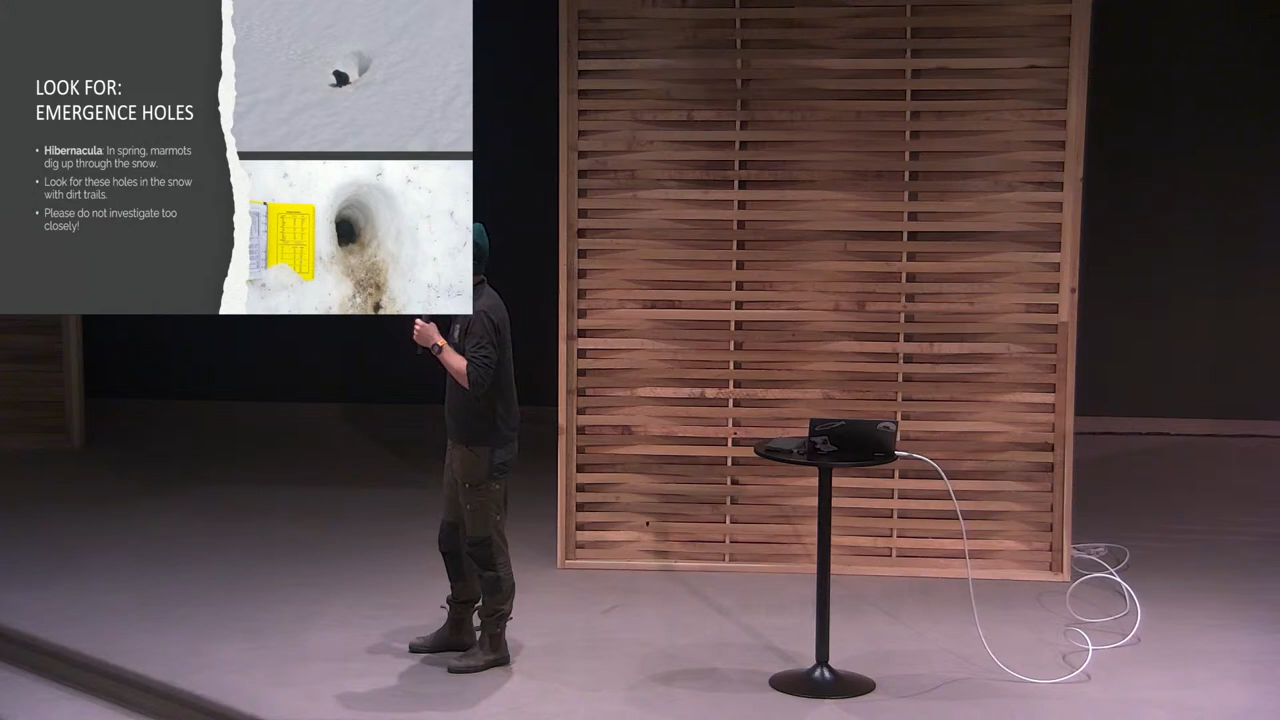 LOOK FOR:
EMERGENCE HOLES
• Hibernacula: In spring, marmots
dig up through the snow.
• Look for these holes in the snow
with dirt trails.
• Please do not investigate too
closely!